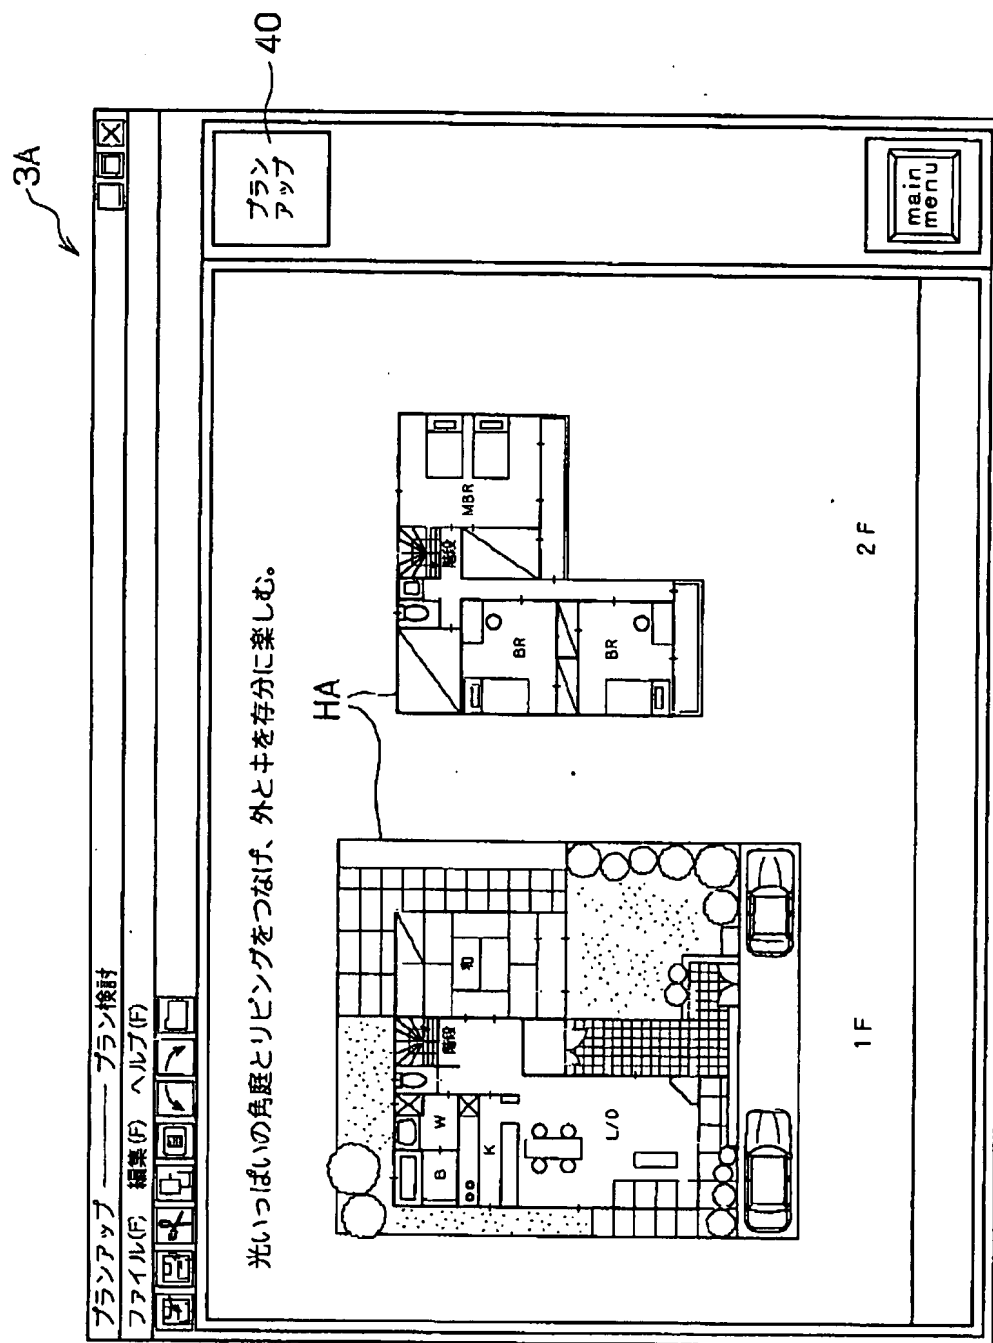 3A
プランアップ ———— プラン検討
ファイル(F) 編集(F) ヘルプ(F)
プラン
アップ
40
光いっぱいの角庭とリビングをつなげ、外と中を存分に楽しむ。
HA
和
階段
B
W
K
L/D
1F
階段
MBR
BR
BR
2F
main
menu